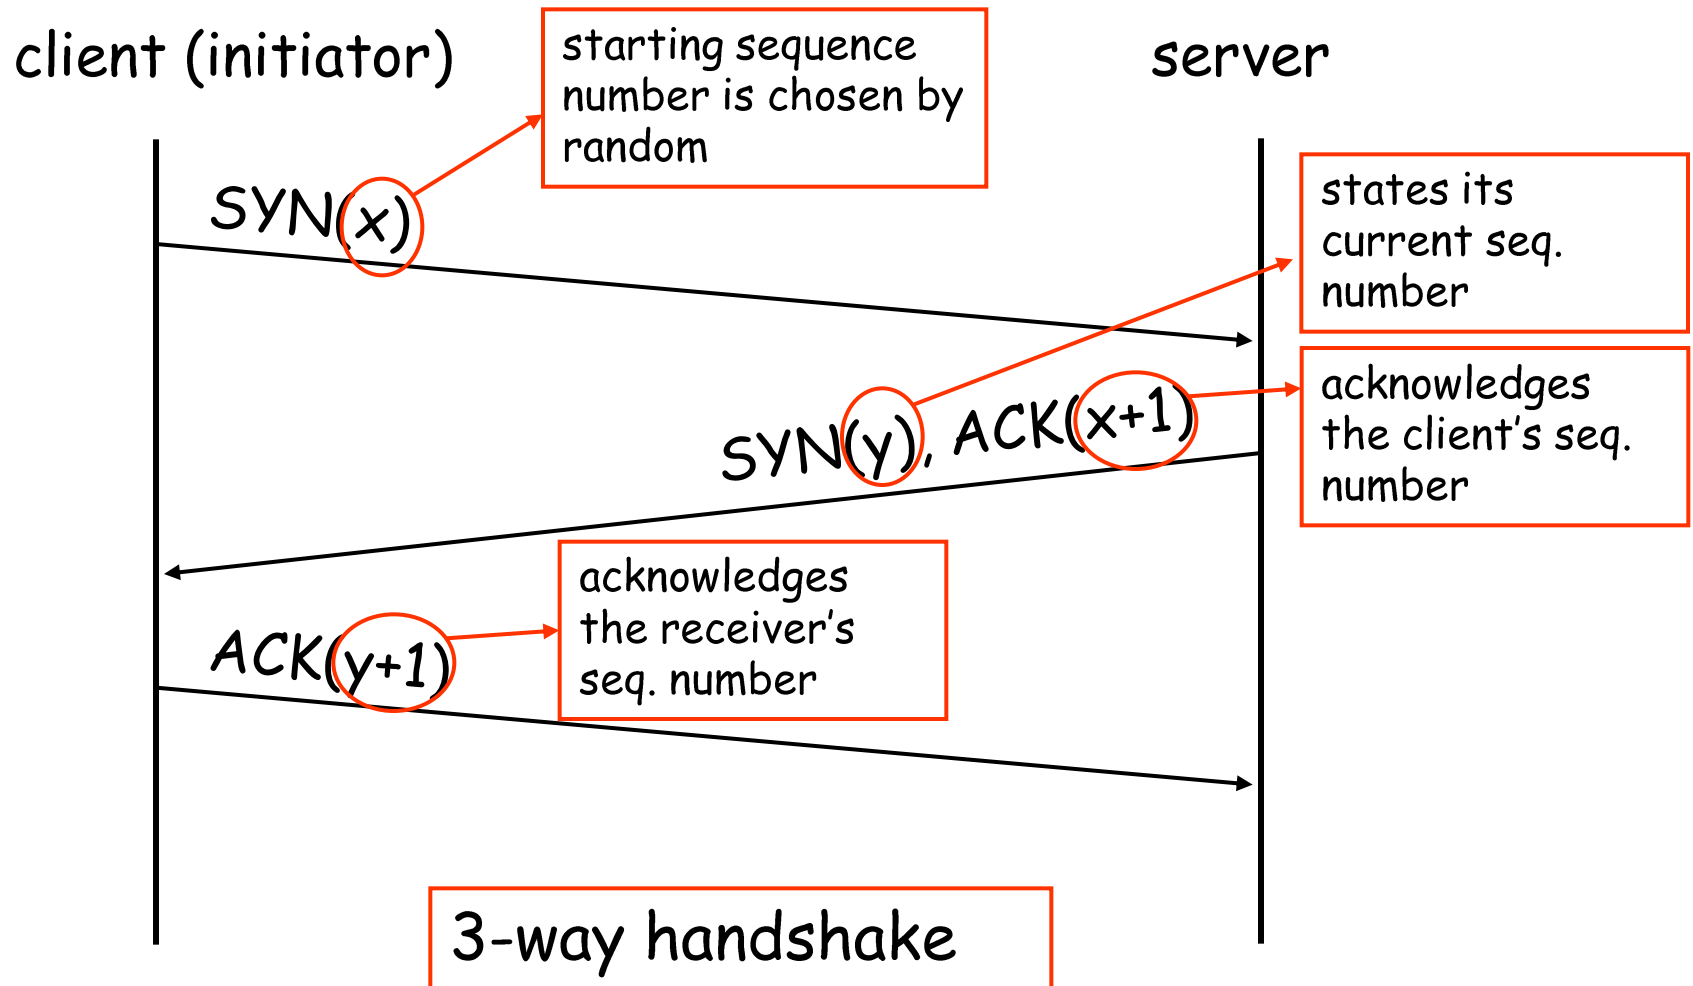 client (initiator)
starting sequence
number is chosen by
random
server
SYN(x)
states its
current seq.
number
SYN(y), ACK(x+1)
acknowledges
the client’s seq.
number
acknowledges
the receiver’s
seq. number
ACK(y+1)
3-way handshake